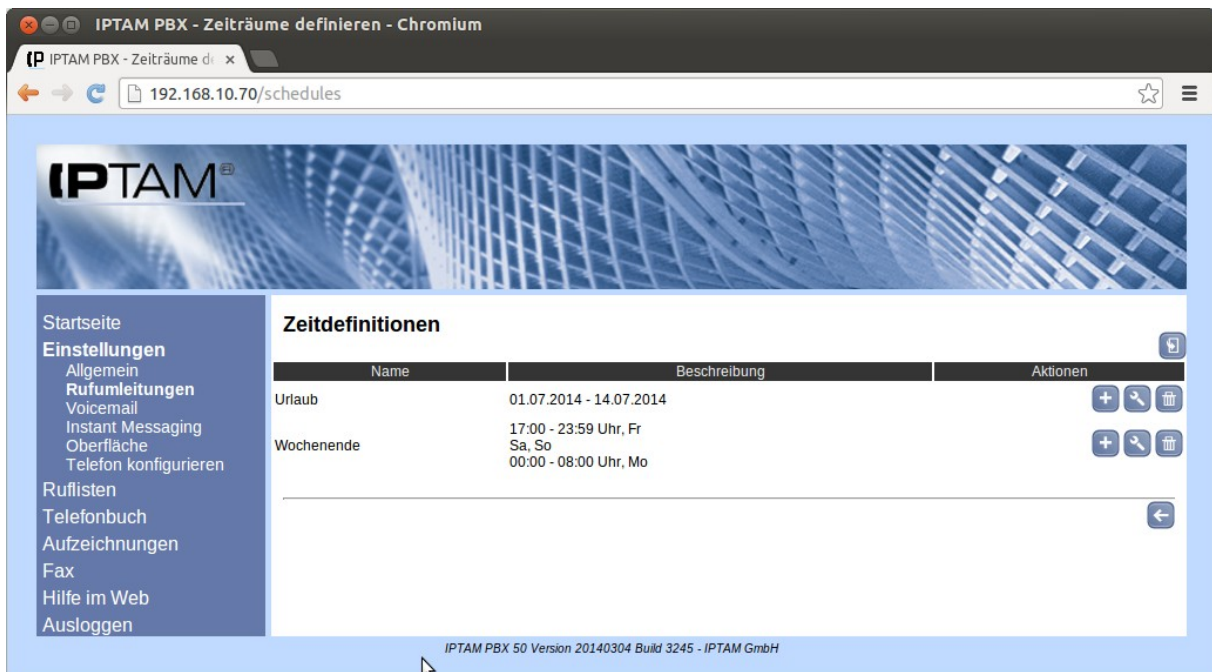 IPTAM PBX - Zeiträume definieren - Chromium
IPTAM PBX - Zeiträume de
192.168.10.70/schedules
IPTAM®
Startseite
Einstellungen
Allgemein
Rufumleitungen
Voicemail
Instant Messaging
Oberfläche
Telefon konfigurieren
Ruflisten
Telefonbuch
Aufzeichnungen
Fax
Hilfe im Web
Ausloggen
Zeitdefinitionen
Name Beschreibung Aktionen
Urlaub 01.07.2014 - 14.07.2014
17:00 - 23:59 Uhr, Fr
Wochenende Sa, So
00:00 - 08:00 Uhr, Mo
IPTAM PBX 50 Version 20140304 Build 3245 - IPTAM GmbH